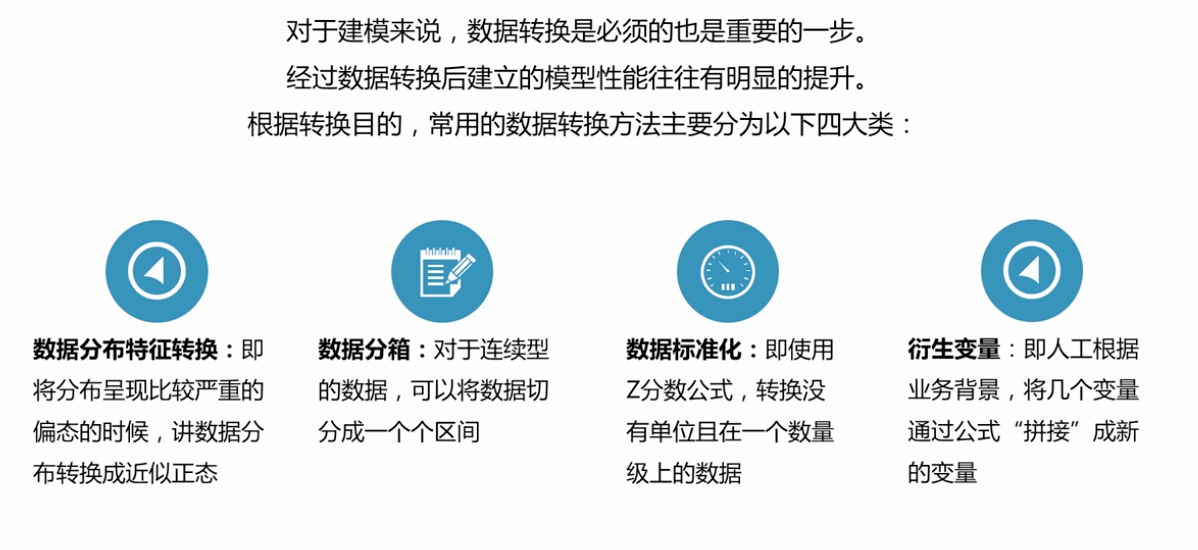 对于建模来说，数据转换是必须的也是重要的一步。
经过数据转换后建立的模型性能往往有明显的提升。
根据转换目的，常用的数据转换方法主要分为以下四大类：
数据分布特征转换：即
将分布呈现比较严重的
偏态的时候，讲数据分
布转换成近似正态
数据分箱：对于连续型
的数据，可以将数据切
分成一个个区间
数据标准化：即使用
Z分数公式，转换没
有单位且在一个数量
级上的数据
衍生变量：即人工根据
业务背景，将几个变量
通过公式“拼接”成新
的变量